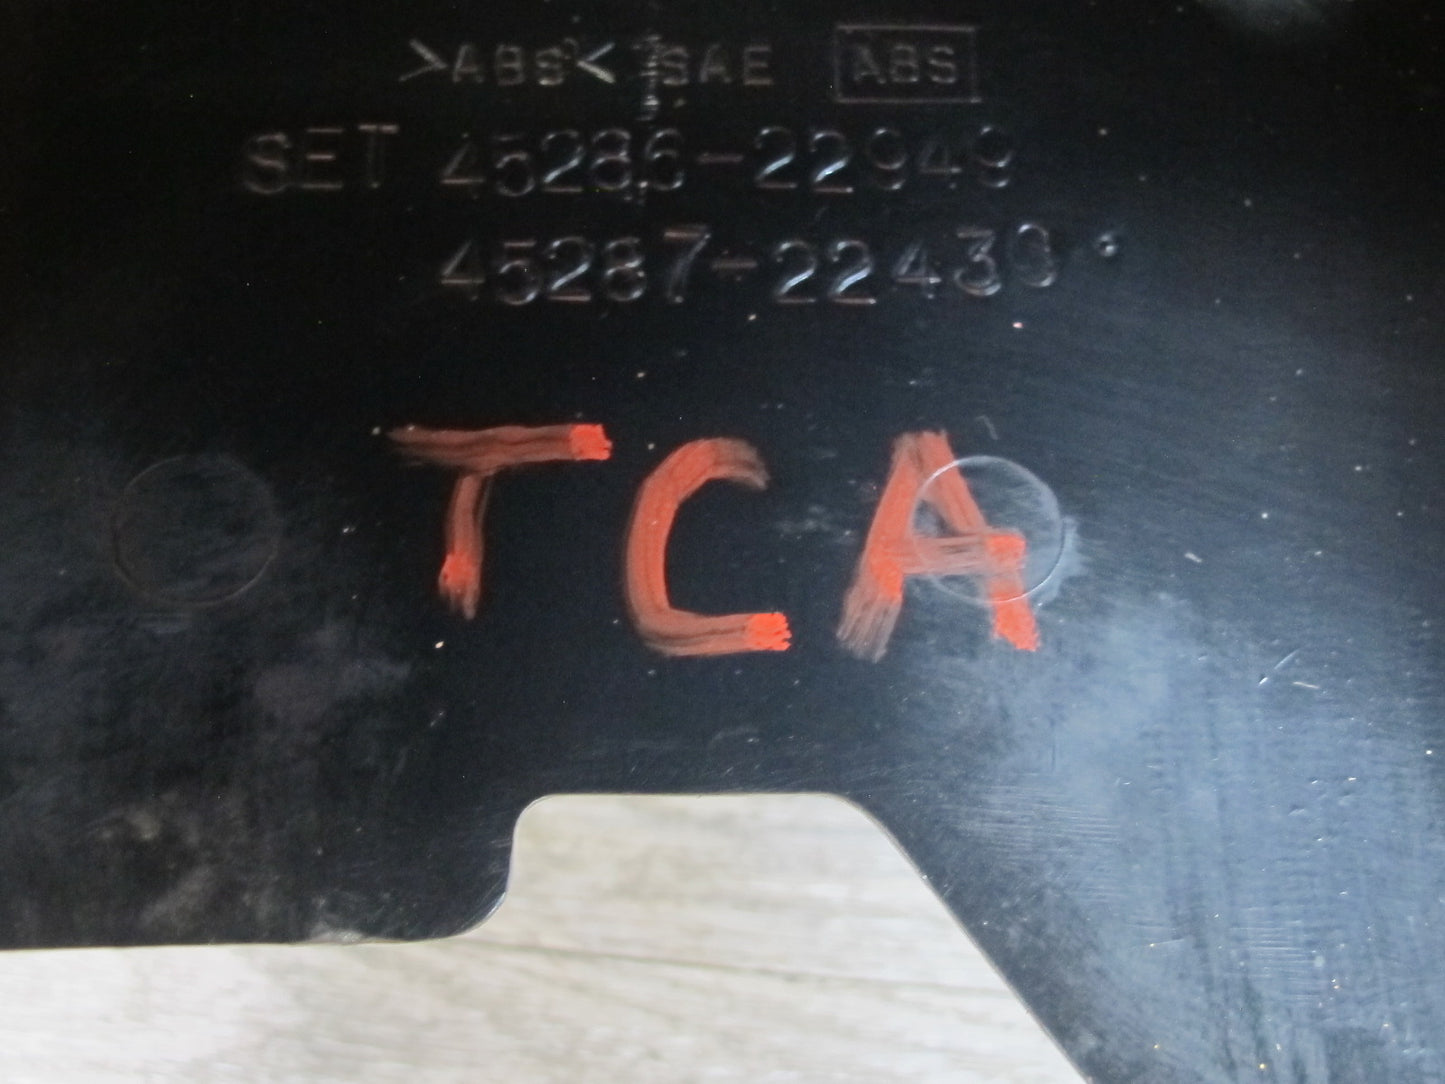 >ABS< SAE ABS
SET 45286-22949
45287-22430
TCA